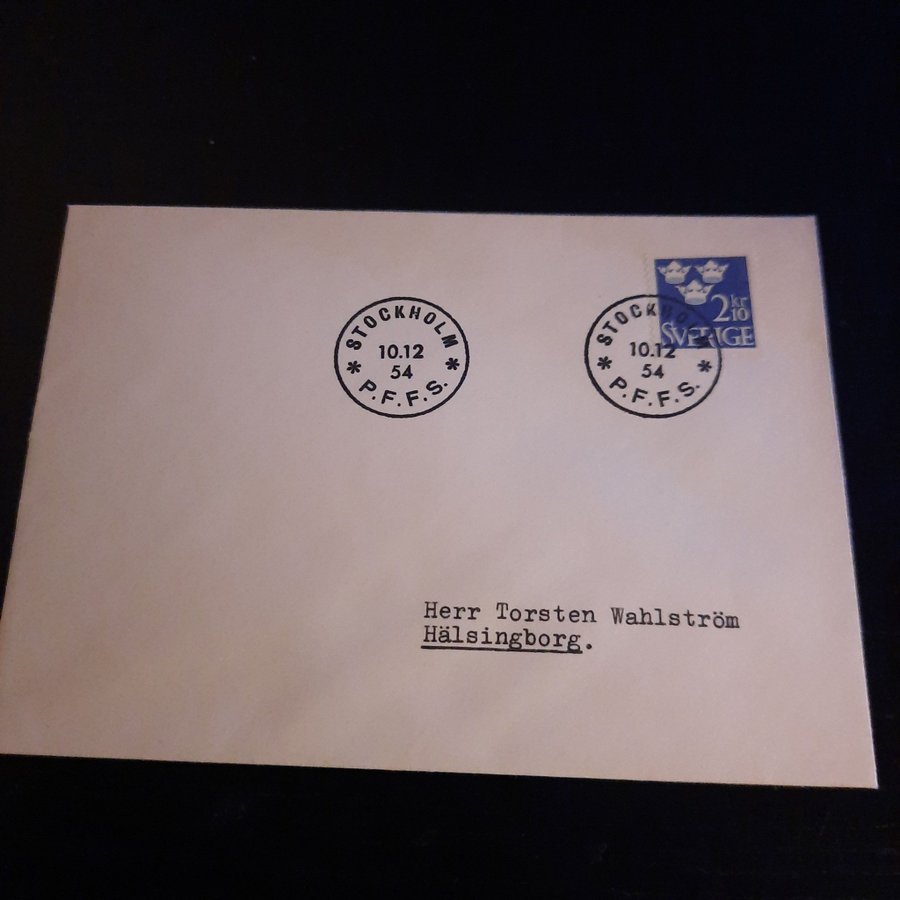 STOCKHOLM
10.12
54
* P.F.F.S. *
STOCKHOLM
10.12
54
* P.F.F.S. *
2 kr 10
SVERIGE
Herr Torsten Wahlström
Hälsingborg.